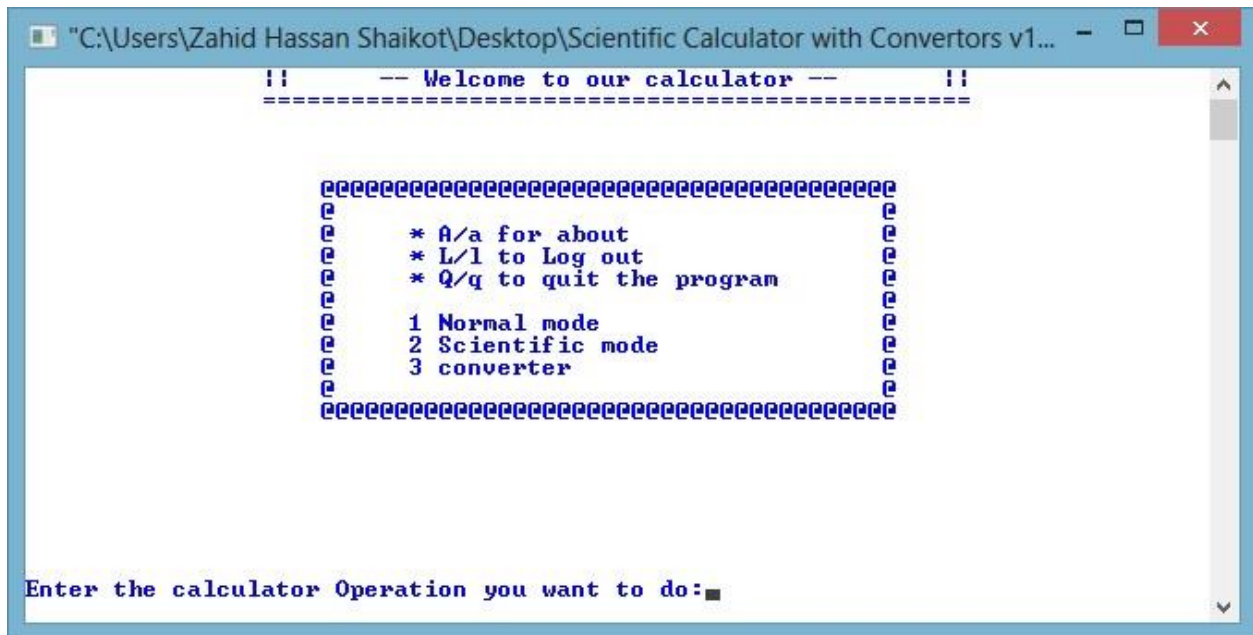 "C:\Users\Zahid Hassan Shaikot\Desktop\Scientific Calculator with Convertors v1...
!! -- Welcome to our calculator -- !!
================================================
@@@@@@@@@@@@@@@@@@@@@@@@@@@@@@@@@@@@@@@
@ @
@ * A/a for about @
@ * L/l to Log out @
@ * Q/q to quit the program @
@ @
@ 1 Normal mode @
@ 2 Scientific mode @
@ 3 converter @
@ @
@@@@@@@@@@@@@@@@@@@@@@@@@@@@@@@@@@@@@@@
Enter the calculator Operation you want to do: